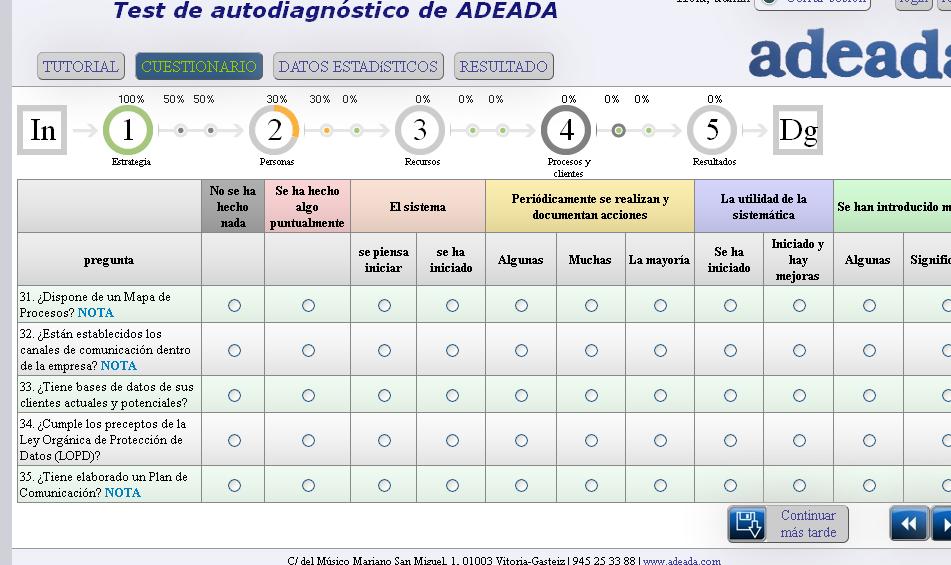 Test de autodiagnóstico de ADEADA
Hola, admin Cerrar sesión login
adeada
TUTORIAL CUESTIONARIO DATOS ESTADíSTICOS RESULTADO
100% 50% 50% 30% 30% 0% 0% 0% 0% 0% 0% 0% 0%
In 1 2 3 4 5 Dg
Estrategia Personas Recursos Procesos y Resultados
clientes
No se ha Se ha hecho
hecho algo El sistema Periódicamente se realizan y La utilidad de la Se han introducido
nada puntualmente documentan acciones sistemática
pregunta se piensa se ha Algunas Muchas La mayoría Se ha Iniciado y Algunas
iniciar iniciado iniciado hay
mejoras
31. ¿Dispone de un Mapa de
Procesos? NOTA
32. ¿Están establecidos los
canales de comunicación dentro
de la empresa? NOTA
33. ¿Tiene bases de datos de sus
clientes actuales y potenciales?
34. ¿Cumple los preceptos de la
Ley Orgánica de Protección de
Datos (LOPD)?
35. ¿Tiene elaborado un Plan de
Comunicación? NOTA
Continuar
más tarde
C/ del Músico Mariano San Miguel, 1, 01003 Vitoria-Gasteiz | 945 25 33 88 | www.adeada.com